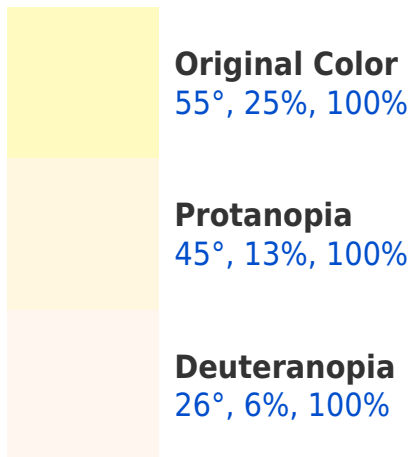 Original Color
55°, 25%, 100%
Protanopia
45°, 13%, 100%
Deuteranopia
26°, 6%, 100%